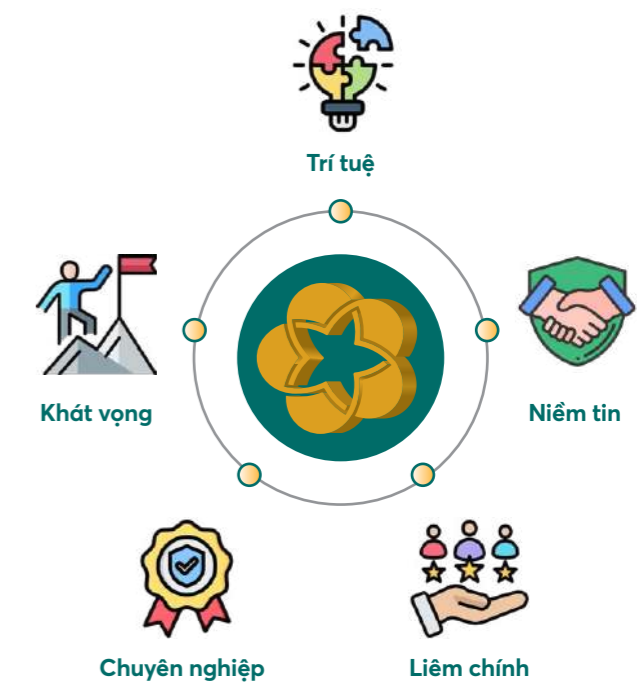 Trí tuệ
Khát vọng
Niềm tin
Chuyên nghiệp
Liêm chính